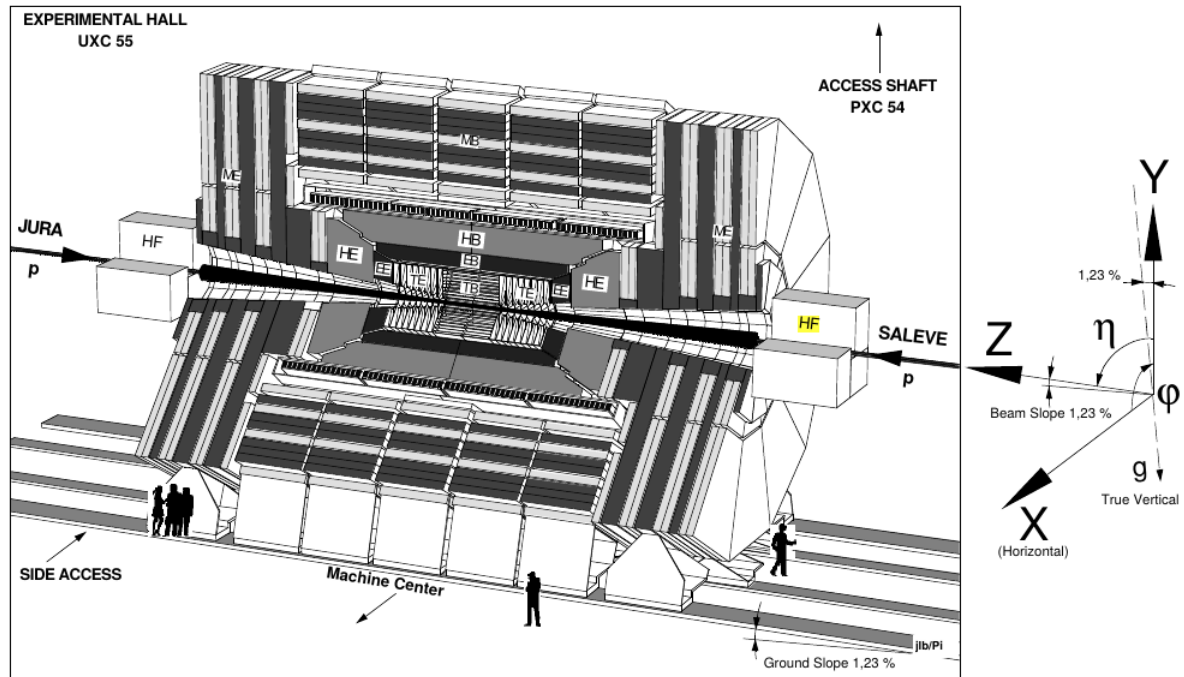 EXPERIMENTAL HALL
UXC 55
ACCESS SHAFT
PXC 54
MB
ME
ME
JURA
p
HF
HB
HE
EB
HE
EE
TE
TB
TE
EE
HF
SALEVE
p
SIDE ACCESS
Machine Center
jlb/Pi
Ground Slope 1,23 %
Y
1,23 %
Z
η
φ
Beam Slope 1,23 %
g
True Vertical
X
(Horizontal)